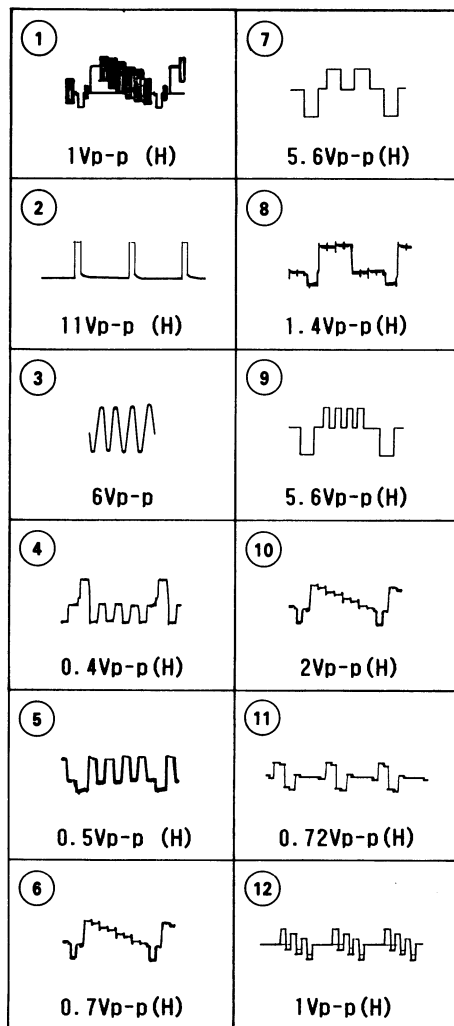 1
1Vp-p (H)
2
11Vp-p (H)
3
6Vp-p
4
0.4Vp-p(H)
5
0.5Vp-p (H)
6
0.7Vp-p(H)
7
5.6Vp-p(H)
8
1.4Vp-p(H)
9
5.6Vp-p(H)
10
2Vp-p(H)
11
0.72Vp-p(H)
12
1Vp-p(H)